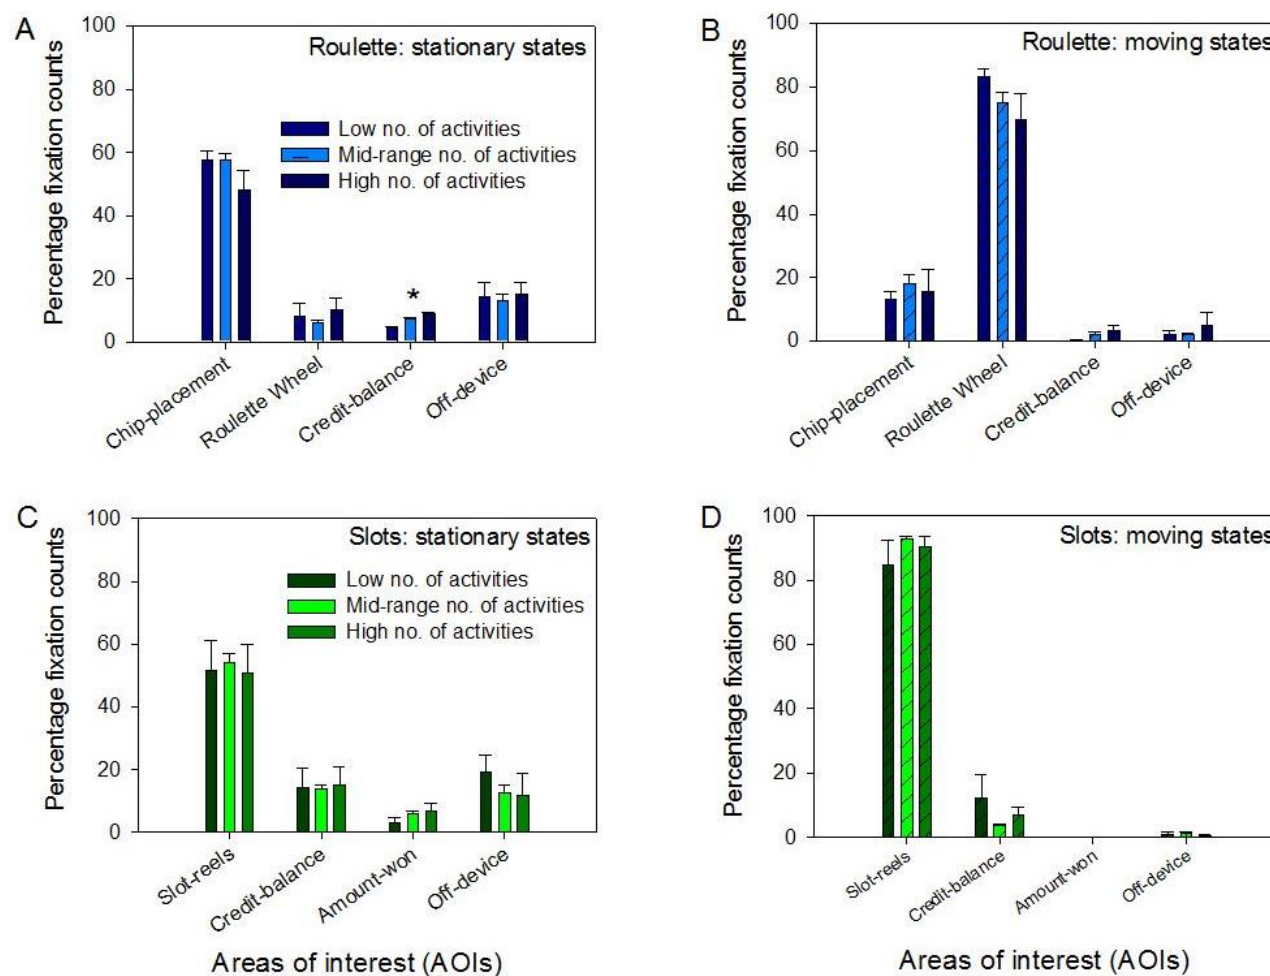 A
Roulette: stationary states
Percentage fixation counts
100
80
60
40
20
0
Low no. of activities
Mid-range no. of activities
High no. of activities
*
Chip-placement
Roulette Wheel
Credit-balance
Off-device
B
Roulette: moving states
Percentage fixation counts
100
80
60
40
20
0
Chip-placement
Roulette Wheel
Credit-balance
Off-device
C
Slots: stationary states
Percentage fixation counts
100
80
60
40
20
0
Low no. of activities
Mid-range no. of activities
High no. of activities
Slot-reels
Credit-balance
Amount-won
Off-device
Areas of interest (AOIs)
D
Slots: moving states
Percentage fixation counts
100
80
60
40
20
0
Slot-reels
Credit-balance
Amount-won
Off-device
Areas of interest (AOIs)